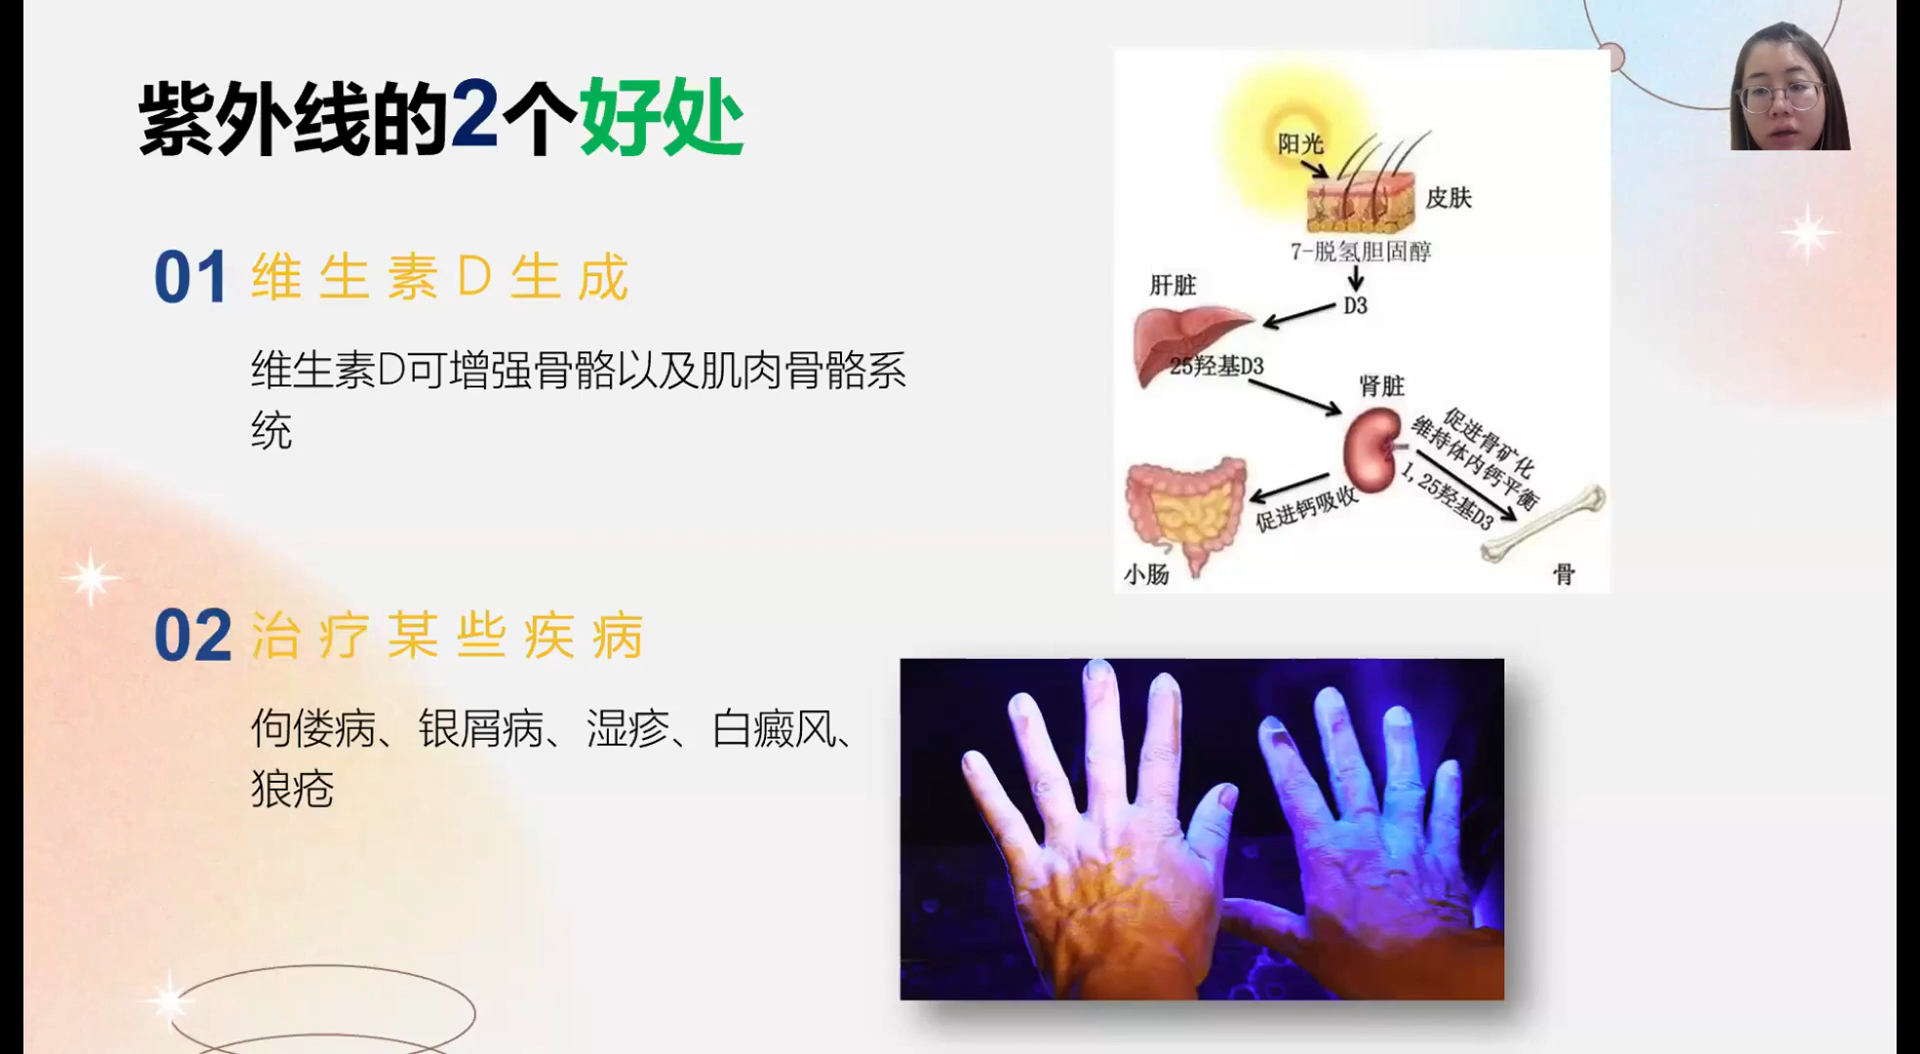 紫外线的2个好处
01 维生素D生成
维生素D可增强骨骼以及肌肉骨骼系
统
02 治疗某些疾病
佝偻病、银屑病、湿疹、白癜风、
狼疮
阳光
皮肤
7-脱氢胆固醇
D3
肝脏
25羟基D3
肾脏
促进骨矿化
维持体内钙平衡
1,25羟基D3
促进钙吸收
小肠
骨